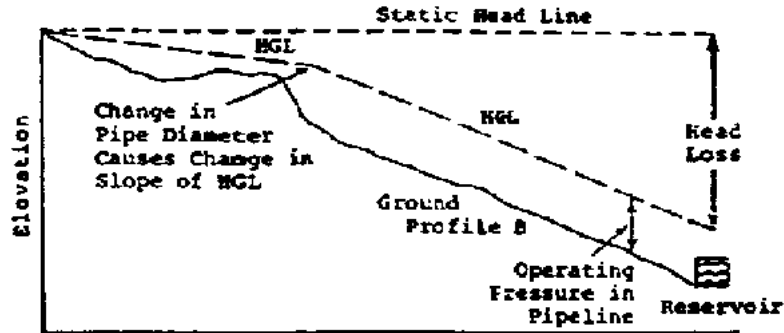 Static Head Line
HGL
Change in
Pipe Diameter
Causes Change in
Slope of HGL
HGL
Head
Loss
Elevation
Ground
Profile B
Operating
Pressure in
Pipeline
Reservoir